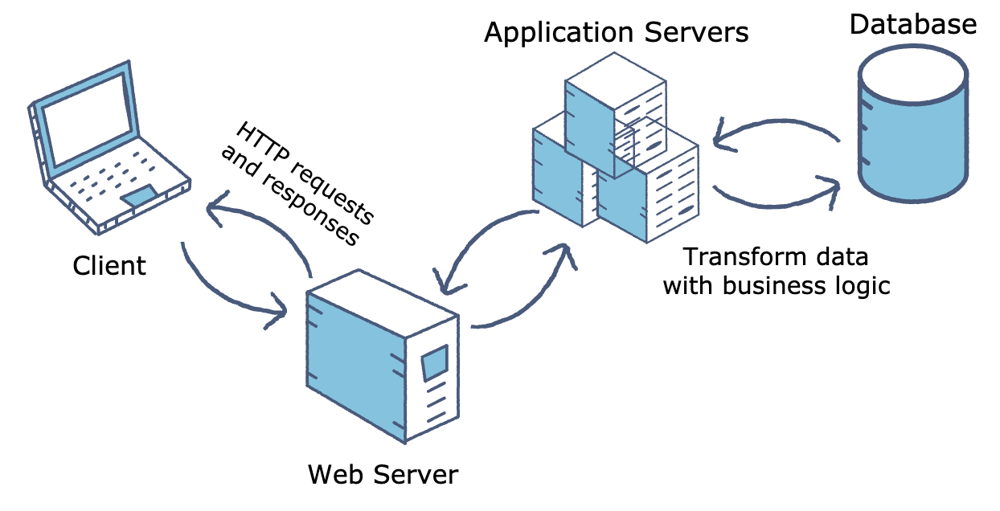 Application Servers
Database
HTTP requests
and responses
Client
Transform data
with business logic
Web Server